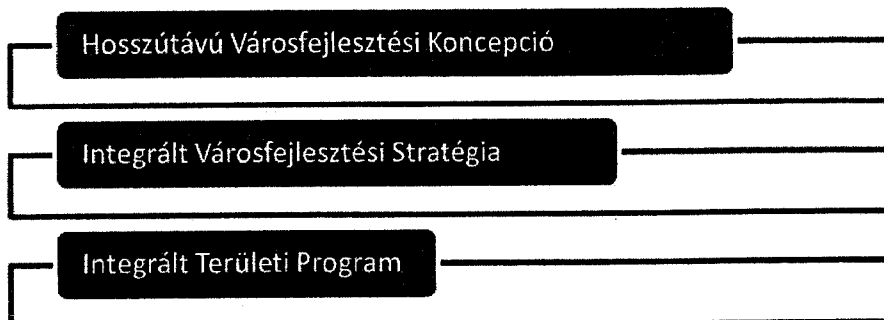 Hosszútávú Városfejlesztési Koncepció
Integrált Városfejlesztési Stratégia
Integrált Területi Program